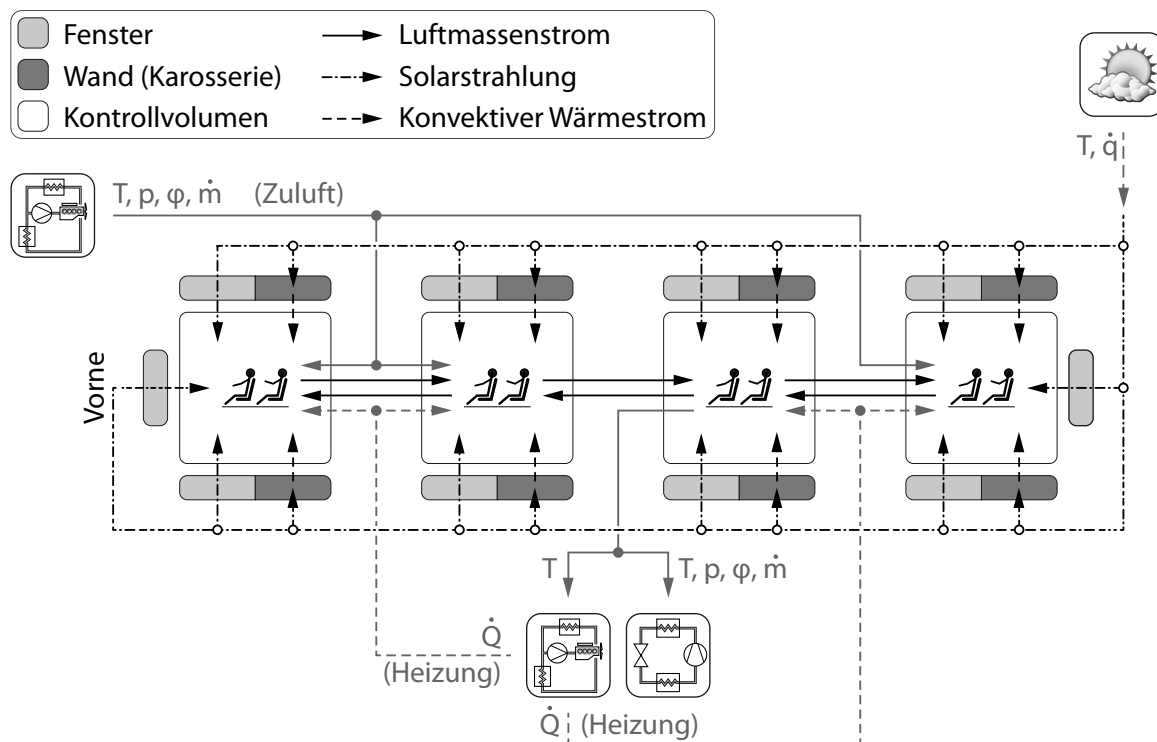 Fenster
Luftmassenstrom
Wand (Karosserie)
Solarstrahlung
Kontrollvolumen
Konvektiver Wärmestrom
T, q̇
T, p, φ, ṁ (Zuluft)
Vorne
T
T, p, φ, ṁ
Q̇
(Heizung)
Q̇ (Heizung)